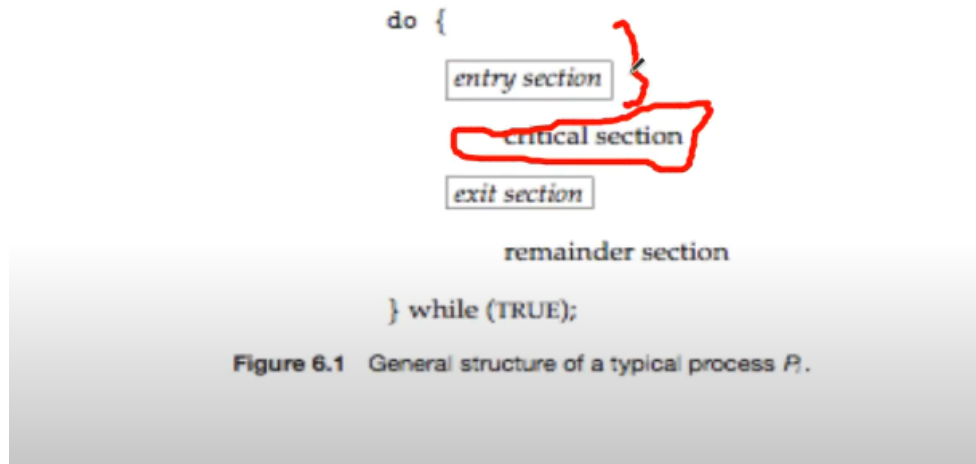 do {
entry section
critical section
exit section
remainder section
} while (TRUE);
Figure 6.1 General structure of a typical process Pi.